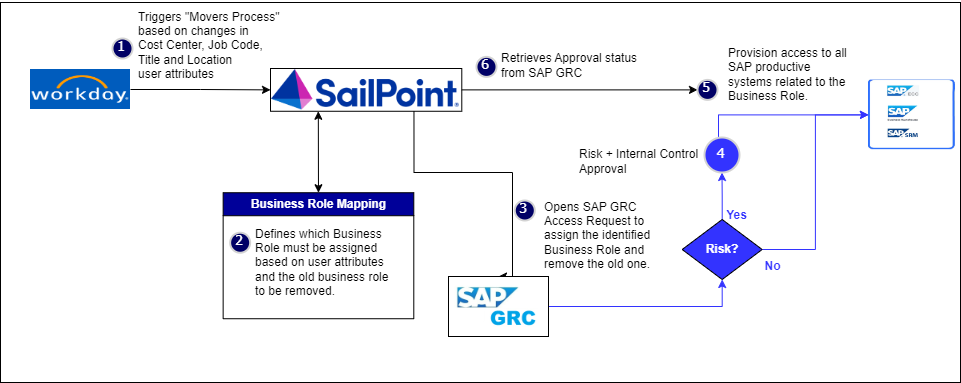 1
Triggers "Movers Process"
based on changes in
Cost Center, Job Code,
Title and Location
user attributes
workday.
SailPoint.
6
Retrieves Approval status
from SAP GRC
5
Provision access to all
SAP productive
systems related to the
Business Role.
SAP
SAP
SAP SRM
4
Risk + Internal Control
Approval
Business Role Mapping
2
Defines which Business
Role must be assigned
based on user attributes
and the old business role
to be removed.
3
Opens SAP GRC
Access Request to
assign the identified
Business Role and
remove the old one.
Yes
Risk?
No
SAP
GRC